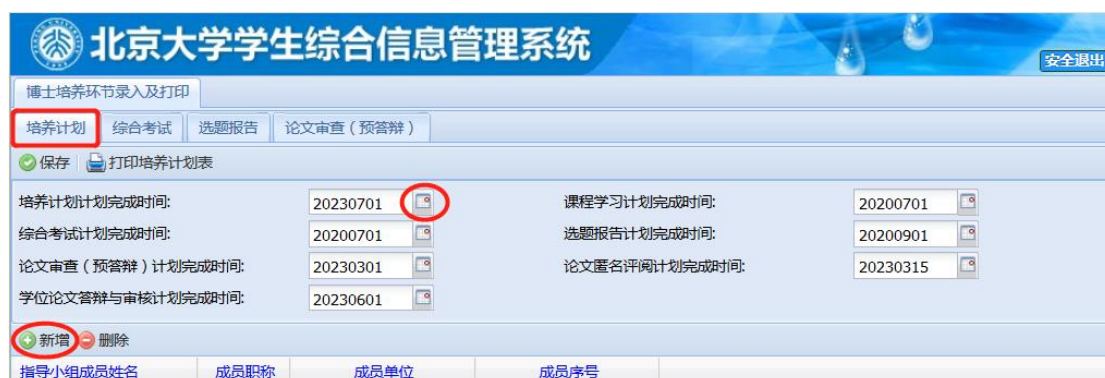 北京大学学生综合信息管理系统
安全退出
博士培养环节录入及打印
培养计划 综合考试 选题报告 论文审查（预答辩）
保存 打印培养计划表
培养计划计划完成时间: 20230701 课程学习计划完成时间: 20200701
综合考试计划完成时间: 20200701 选题报告计划完成时间: 20200901
论文审查（预答辩）计划完成时间: 20230301 论文匿名评阅计划完成时间: 20230315
学位论文答辩与审核计划完成时间: 20230601
新增 删除
指导小组成员姓名 成员职称 成员单位 成员序号